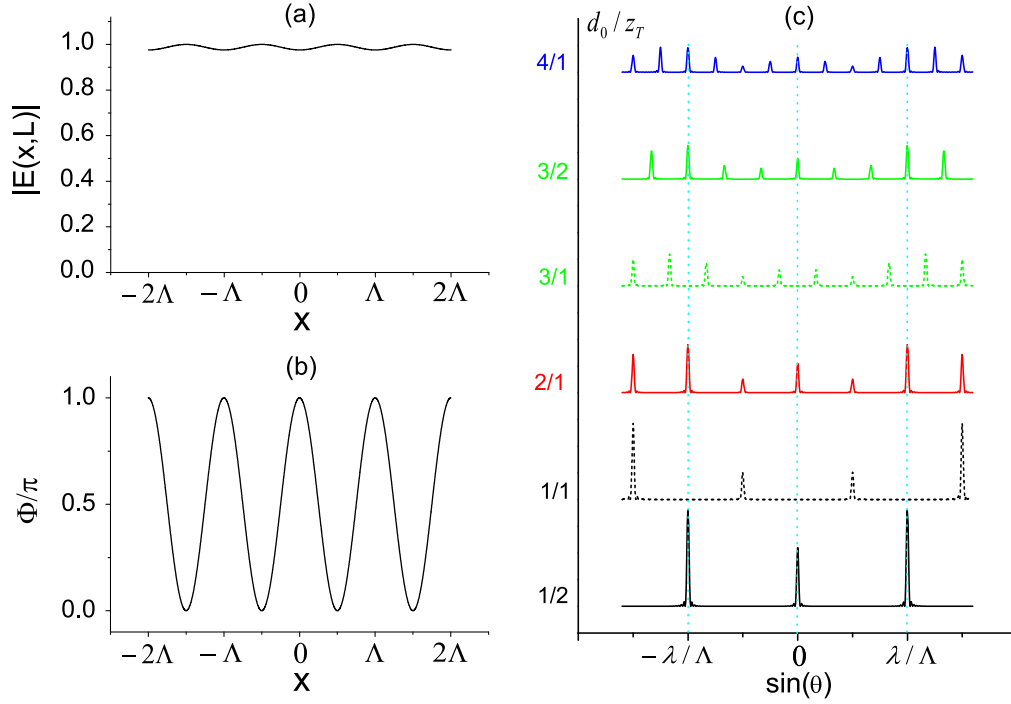 (a)
|E(x,L)|
1.0
0.8
0.6
0.4
0.2
0.0
−2Λ −Λ 0 Λ 2Λ
x
(b)
Φ/π
1.0
0.5
0.0
−2Λ −Λ 0 Λ 2Λ
x
(c)
d₀/z_T
4/1
3/2
3/1
2/1
1/1
1/2
−λ/Λ 0 λ/Λ
sin(θ)